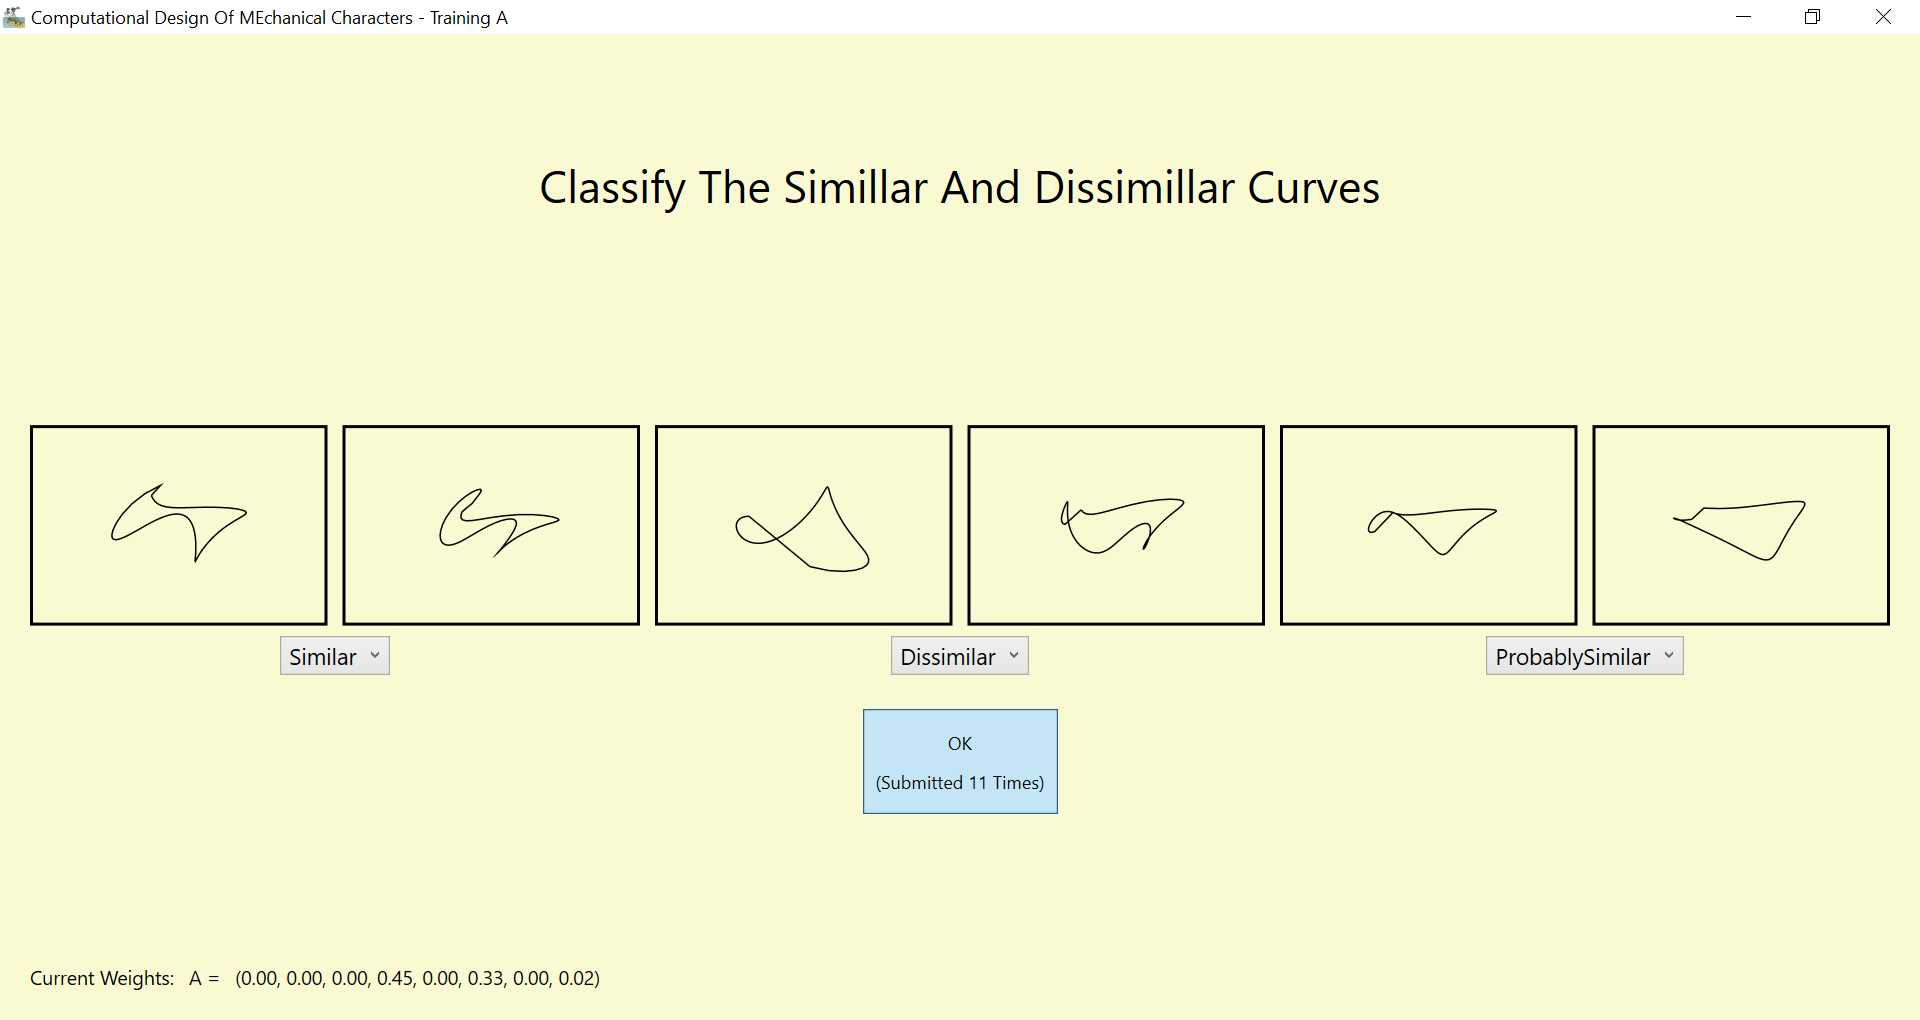 Computational Design Of MEchanical Characters - Training A
Classify The Simillar And Dissimillar Curves
Similar
Dissimilar
ProbablySimilar
OK
(Submitted 11 Times)
Current Weights: A = (0.00, 0.00, 0.00, 0.45, 0.00, 0.33, 0.00, 0.02)